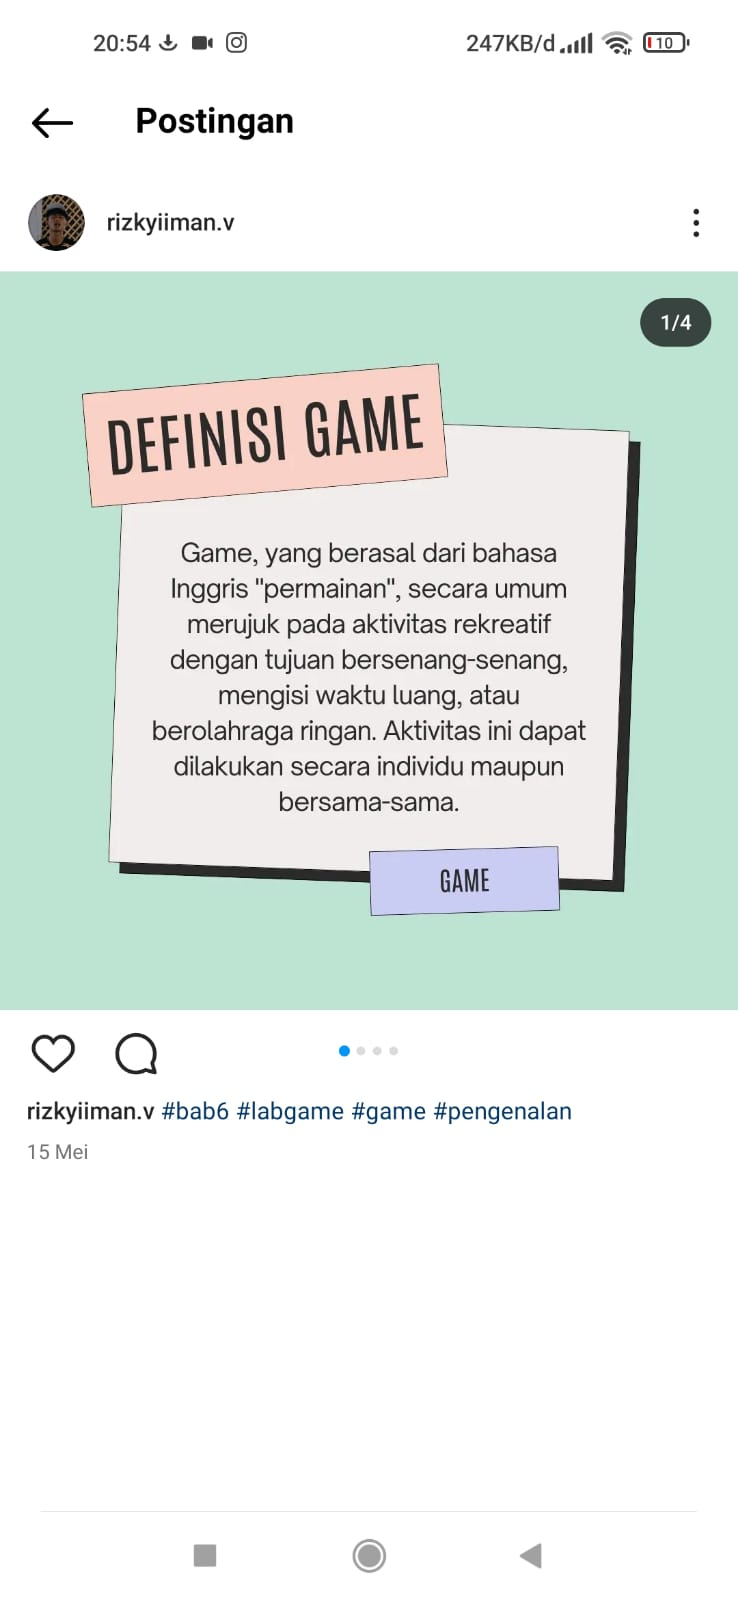 20:54
247KB/d
10
Postingan
rizkyiiman.v
1/4
DEFINISI GAME
Game, yang berasal dari bahasa
Inggris "permainan", secara umum
merujuk pada aktivitas rekreatif
dengan tujuan bersenang-senang,
mengisi waktu luang, atau
berolahraga ringan. Aktivitas ini dapat
dilakukan secara individu maupun
bersama-sama.
GAME
rizkyiiman.v #bab6 #labgame #game #pengenalan
15 Mei